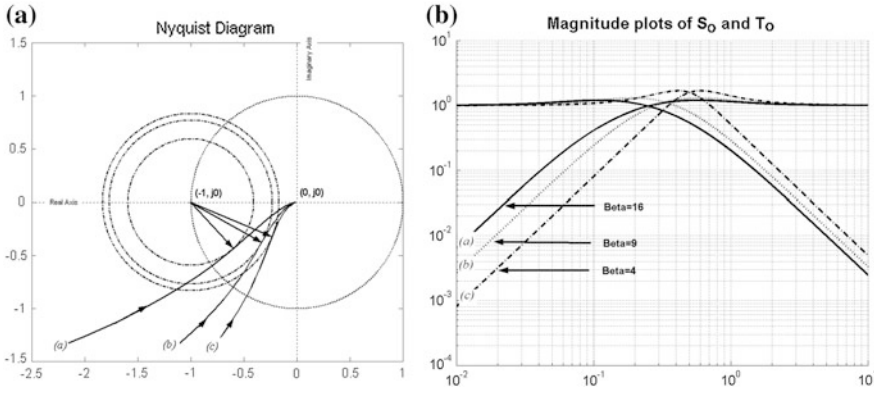 (a)
Nyquist Diagram
Imaginary Axis
1.5
1
0.5
0
-0.5
-1
-1.5
Real Axis
(-1, j0)
(0, j0)
(a)
(b)
(c)
-2.5 -2 -1.5 -1 -0.5 0 0.5 1
(b)
Magnitude plots of So and To
10^1
10^0
10^-1
10^-2
10^-3
10^-4
Beta=16
(a)
Beta=9
(b)
Beta=4
(c)
10^-2 10^-1 10^0 10